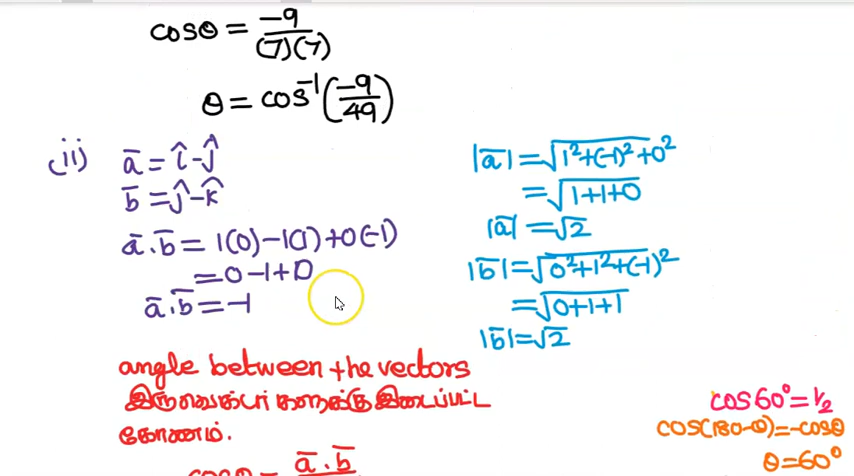 cosθ = -9/(7)(7)
θ = cos⁻¹(-9/49)
(ii) a̅ = î-ĵ
b̅ = ĵ-k̂
a̅.b̅ = 1(0)-1(1)+0(-1)
= 0-1+0
a̅.b̅ = -1
|a̅| = √1²+(-1)²+0²
= √1+1+0
|a̅| = √2
|b̅| = √0²+1²+(-1)²
= √0+1+1
|b̅| = √2
angle between the vectors
இரு வெக்டர் களுக்கு இடைப்பட்ட
கோணம்.
cosθ = a̅.b̅
cos60° = 1/2
cos(180-θ) = -cosθ
θ = 60°